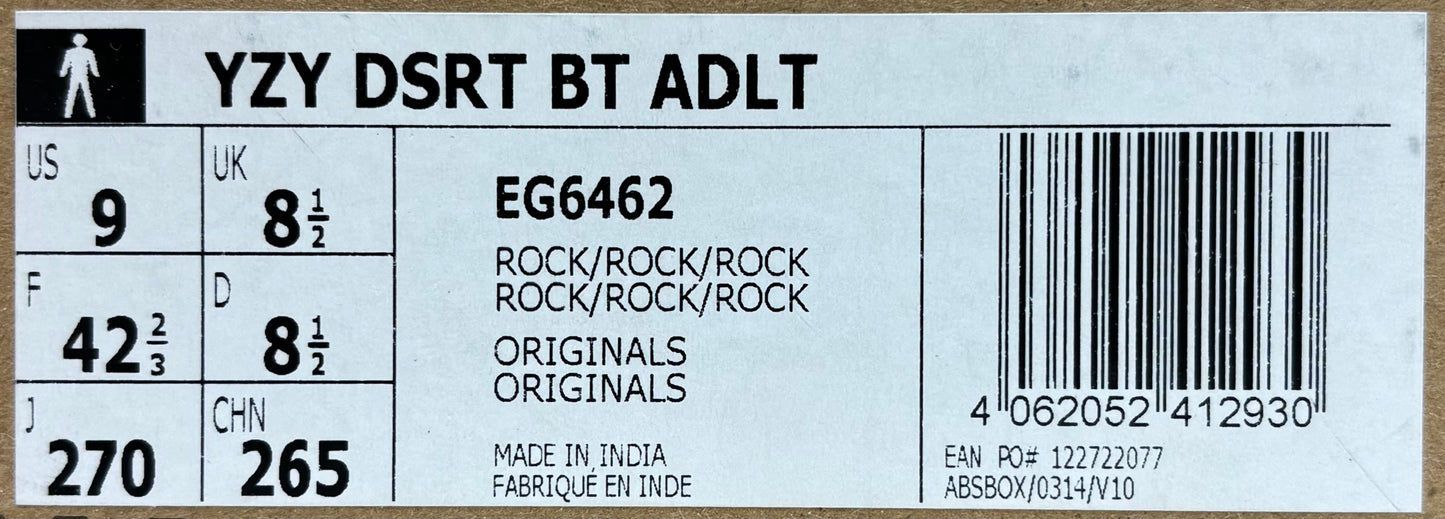 YZY DSRT BT ADLT
US
9
UK
8 1/2
F
42 2/3
D
8 1/2
J
270
CHN
265
EG6462
ROCK/ROCK/ROCK
ROCK/ROCK/ROCK
ORIGINALS
ORIGINALS
MADE IN INDIA
FABRIQUÉ EN INDE
4 062052 412930
EAN PO# 122722077
ABSBOX/0314/V10